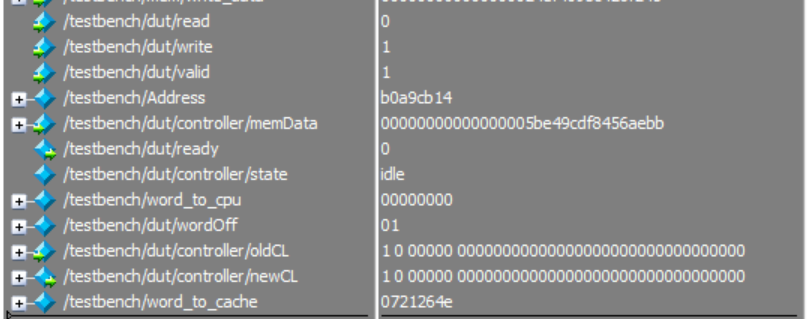 /testbench/dut/read 0
/testbench/dut/write 1
/testbench/dut/valid 1
/testbench/Address b0a9cb14
/testbench/dut/controller/memData 00000000000000005be49cdf8456aebb
/testbench/dut/ready 0
/testbench/dut/controller/state idle
/testbench/word_to_cpu 00000000
/testbench/dut/wordOff 01
/testbench/dut/controller/oldCL 1 0 00000 00000000000000000000000000000000
/testbench/dut/controller/newCL 1 0 00000 00000000000000000000000000000000
/testbench/word_to_cache 0721264e